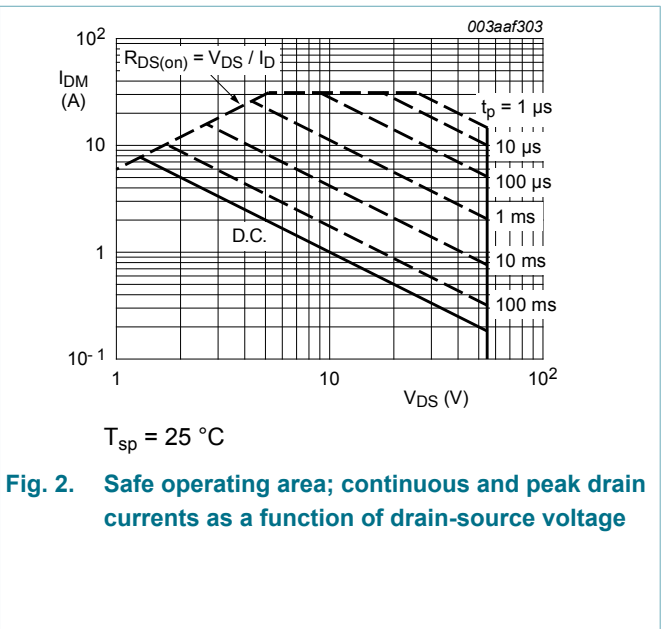 003aaf303
10²
R_DS(on) = V_DS / I_D
I_DM
(A)
t_p = 1 µs
10
10 µs
100 µs
1 ms
D.C.
1
10 ms
100 ms
10⁻¹
1
10
10²
V_DS (V)
T_sp = 25 °C
Fig. 2. Safe operating area; continuous and peak drain
currents as a function of drain-source voltage